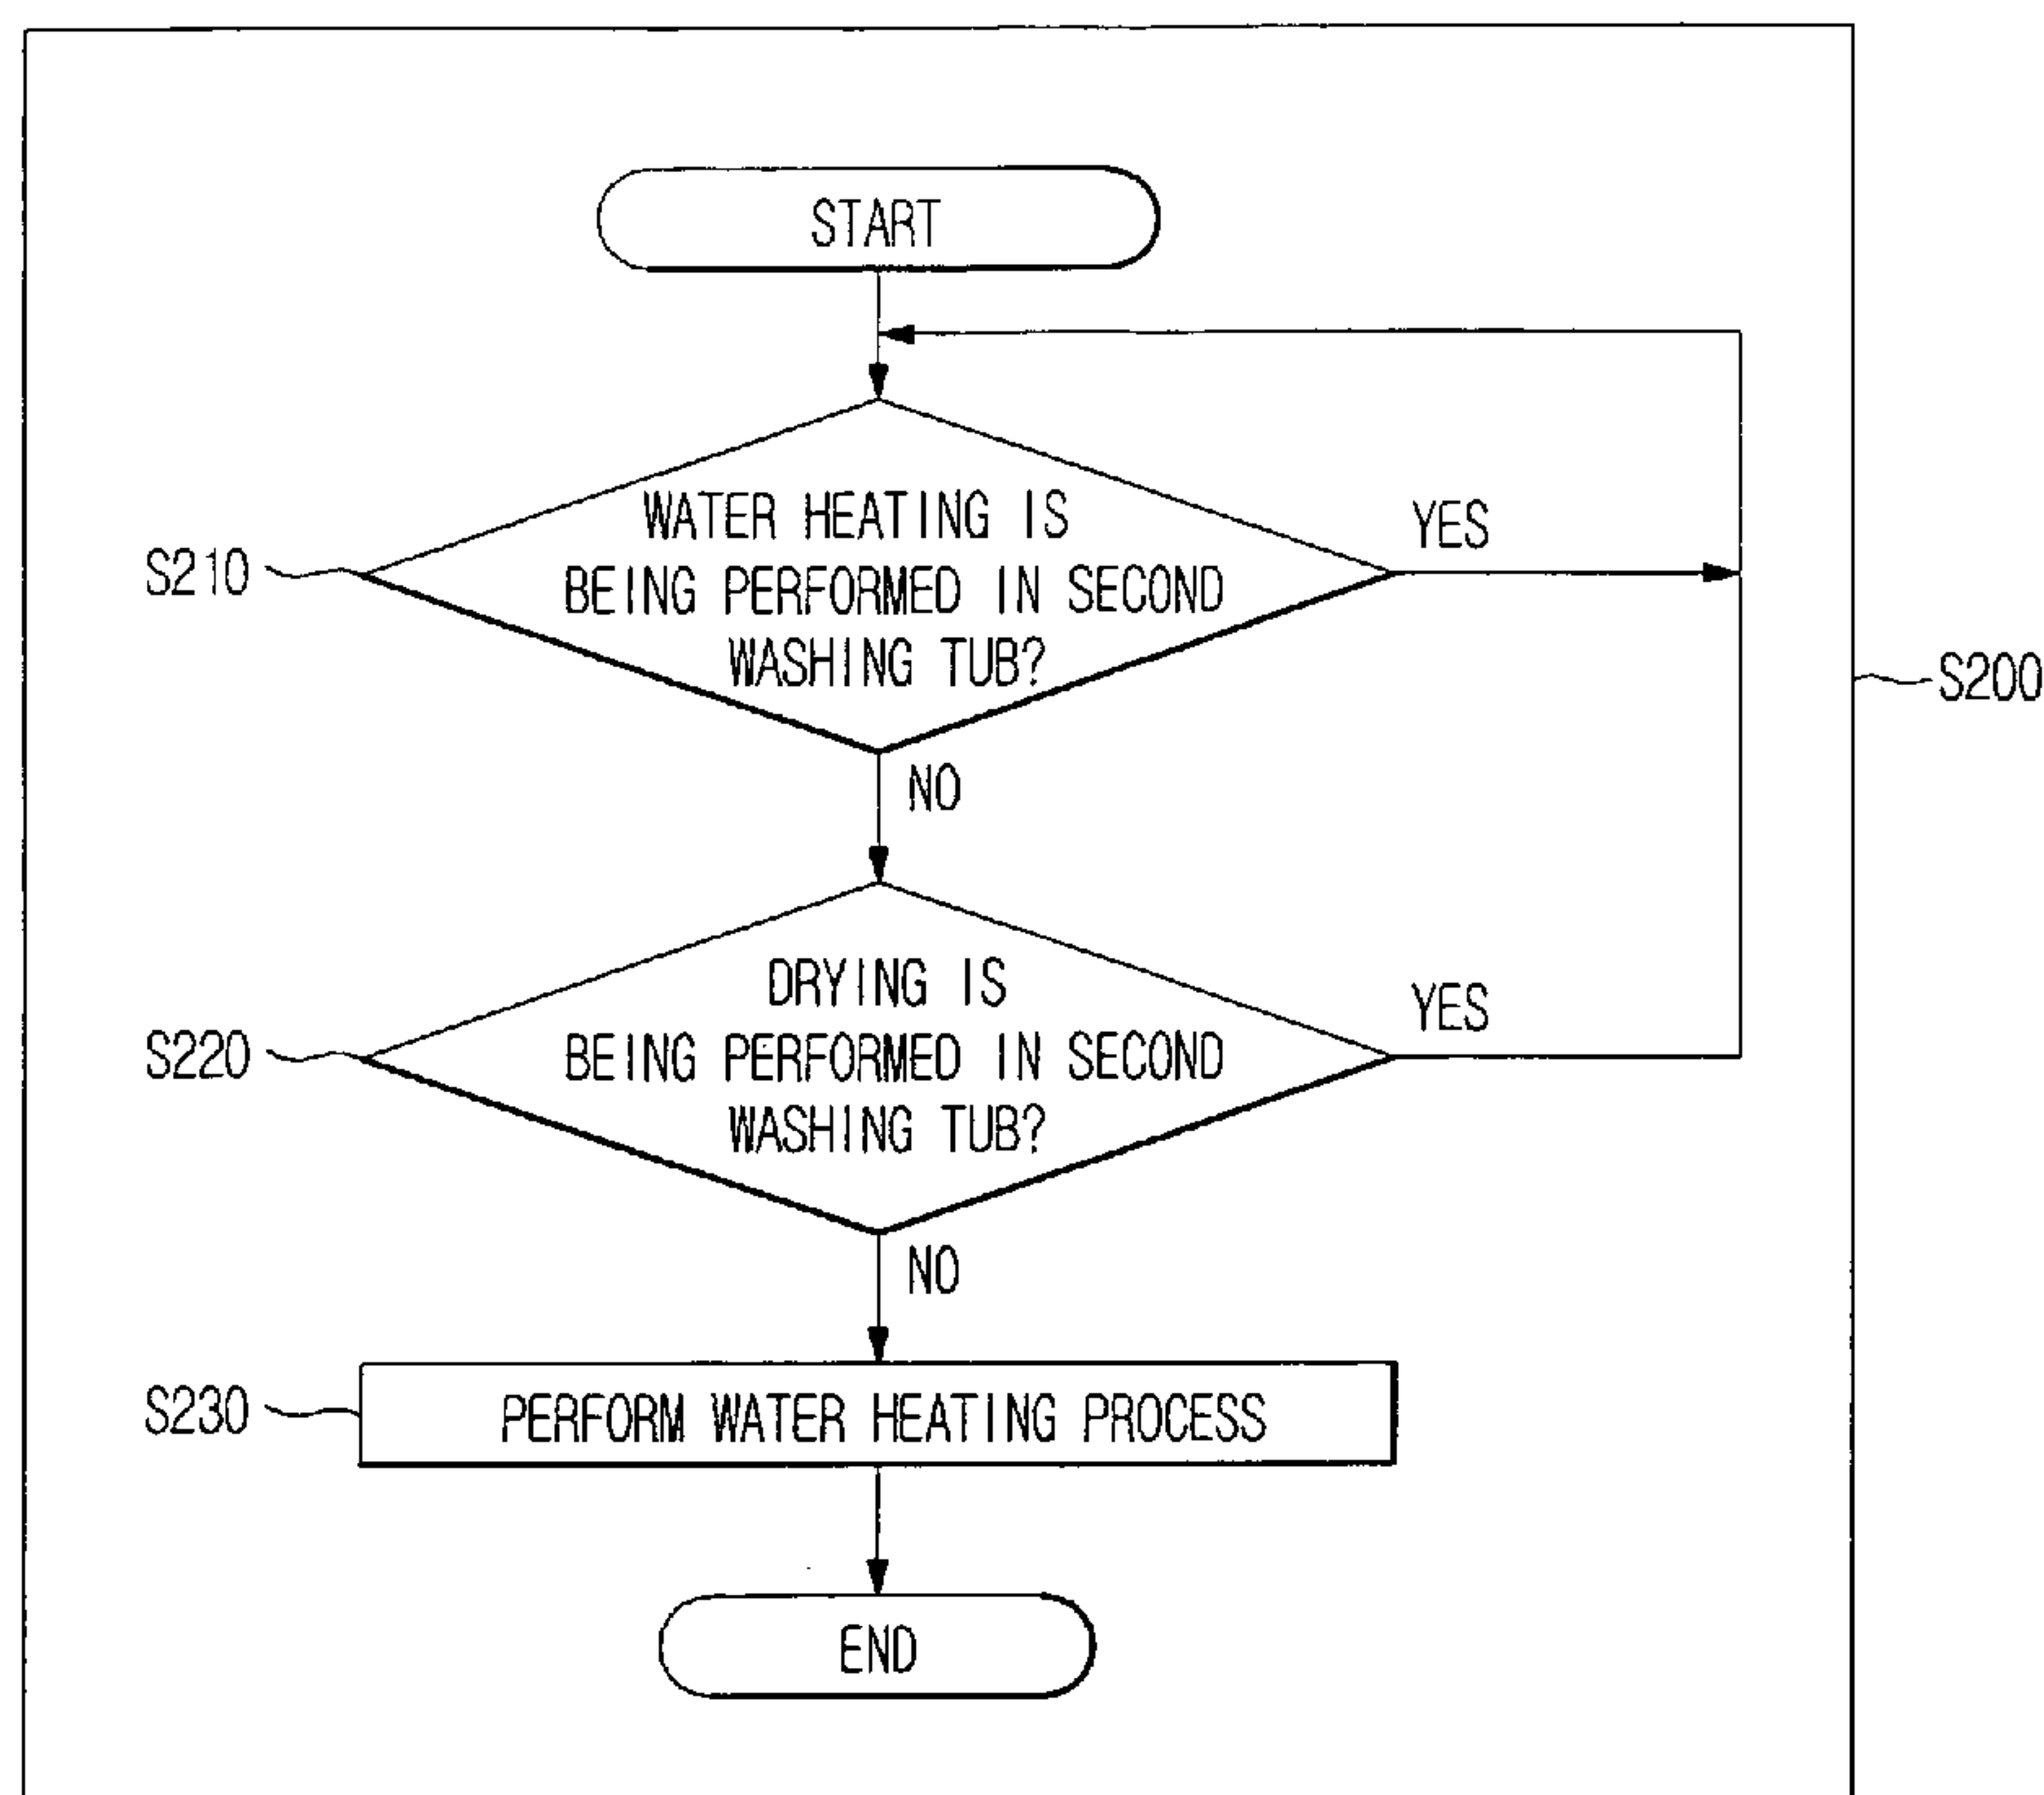 START
WATER HEATING IS
BEING PERFORMED IN SECOND
WASHING TUB?
YES
S210
S200
NO
DRYING IS
BEING PERFORMED IN SECOND
WASHING TUB?
YES
S220
NO
S230
PERFORM WATER HEATING PROCESS
END